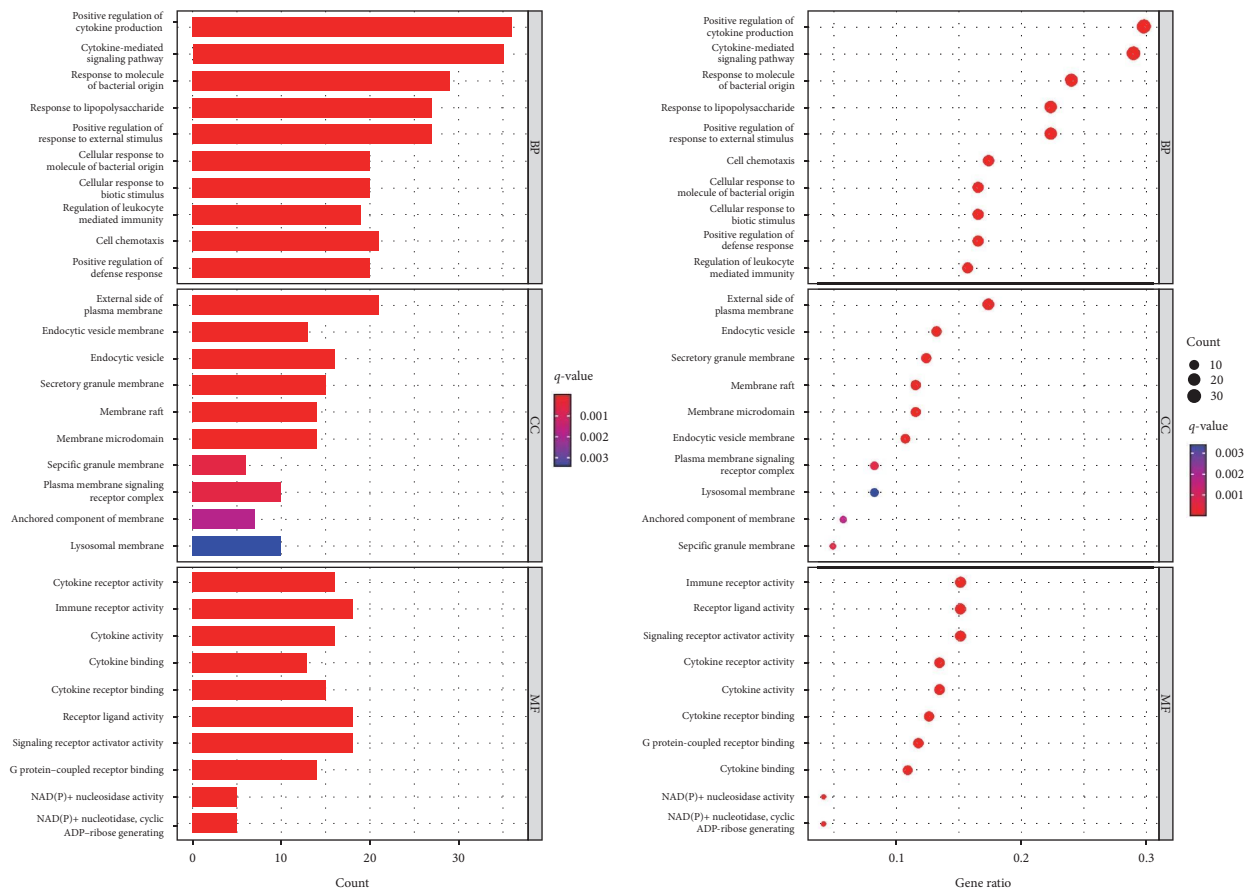 Positive regulation of
cytokine production
Cytokine-mediated
signaling pathway
Response to molecule
of bacterial origin
Response to lipopolysaccharide
Positive regulation of
response to external stimulus
Cellular response to
molecule of bacterial origin
Cellular response to
biotic stimulus
Regulation of leukocyte
mediated immunity
Cell chemotaxis
Positive regulation of
defense response
BP
External side of
plasma membrane
Endocytic vesicle membrane
Endocytic vesicle
Secretory granule membrane
Membrane raft
Membrane microdomain
Sepcific granule membrane
Plasma membrane signaling
receptor complex
Anchored component of membrane
Lysosomal membrane
CC
Cytokine receptor activity
Immune receptor activity
Cytokine activity
Cytokine binding
Cytokine receptor binding
Receptor ligand activity
Signaling receptor activator activity
G protein–coupled receptor binding
NAD(P)+ nucleosidase activity
NAD(P)+ nucleotidase, cyclic
ADP–ribose generating
MF
0 10 20 30
Count
q-value
0.001
0.002
0.003
Positive regulation of
cytokine production
Cytokine-mediated
signaling pathway
Response to molecule
of bacterial origin
Response to lipopolysaccharide
Positive regulation of
response to external stimulus
Cell chemotaxis
Cellular response to
molecule of bacterial origin
Cellular response to
biotic stimulus
Positive regulation of
defense response
Regulation of leukocyte
mediated immunity
BP
External side of
plasma membrane
Endocytic vesicle
Secretory granule membrane
Membrane raft
Membrane microdomain
Endocytic vesicle membrane
Plasma membrane signaling
receptor complex
Lysosomal membrane
Anchored component of membrane
Sepcific granule membrane
CC
Immune receptor activity
Receptor ligand activity
Signaling receptor activator activity
Cytokine receptor activity
Cytokine activity
Cytokine receptor binding
G protein-coupled receptor binding
Cytokine binding
NAD(P)+ nucleosidase activity
NAD(P)+ nucleotidase, cyclic
ADP-ribose generating
MF
0.1 0.2 0.3
Gene ratio
Count
10
20
30
q-value
0.003
0.002
0.001